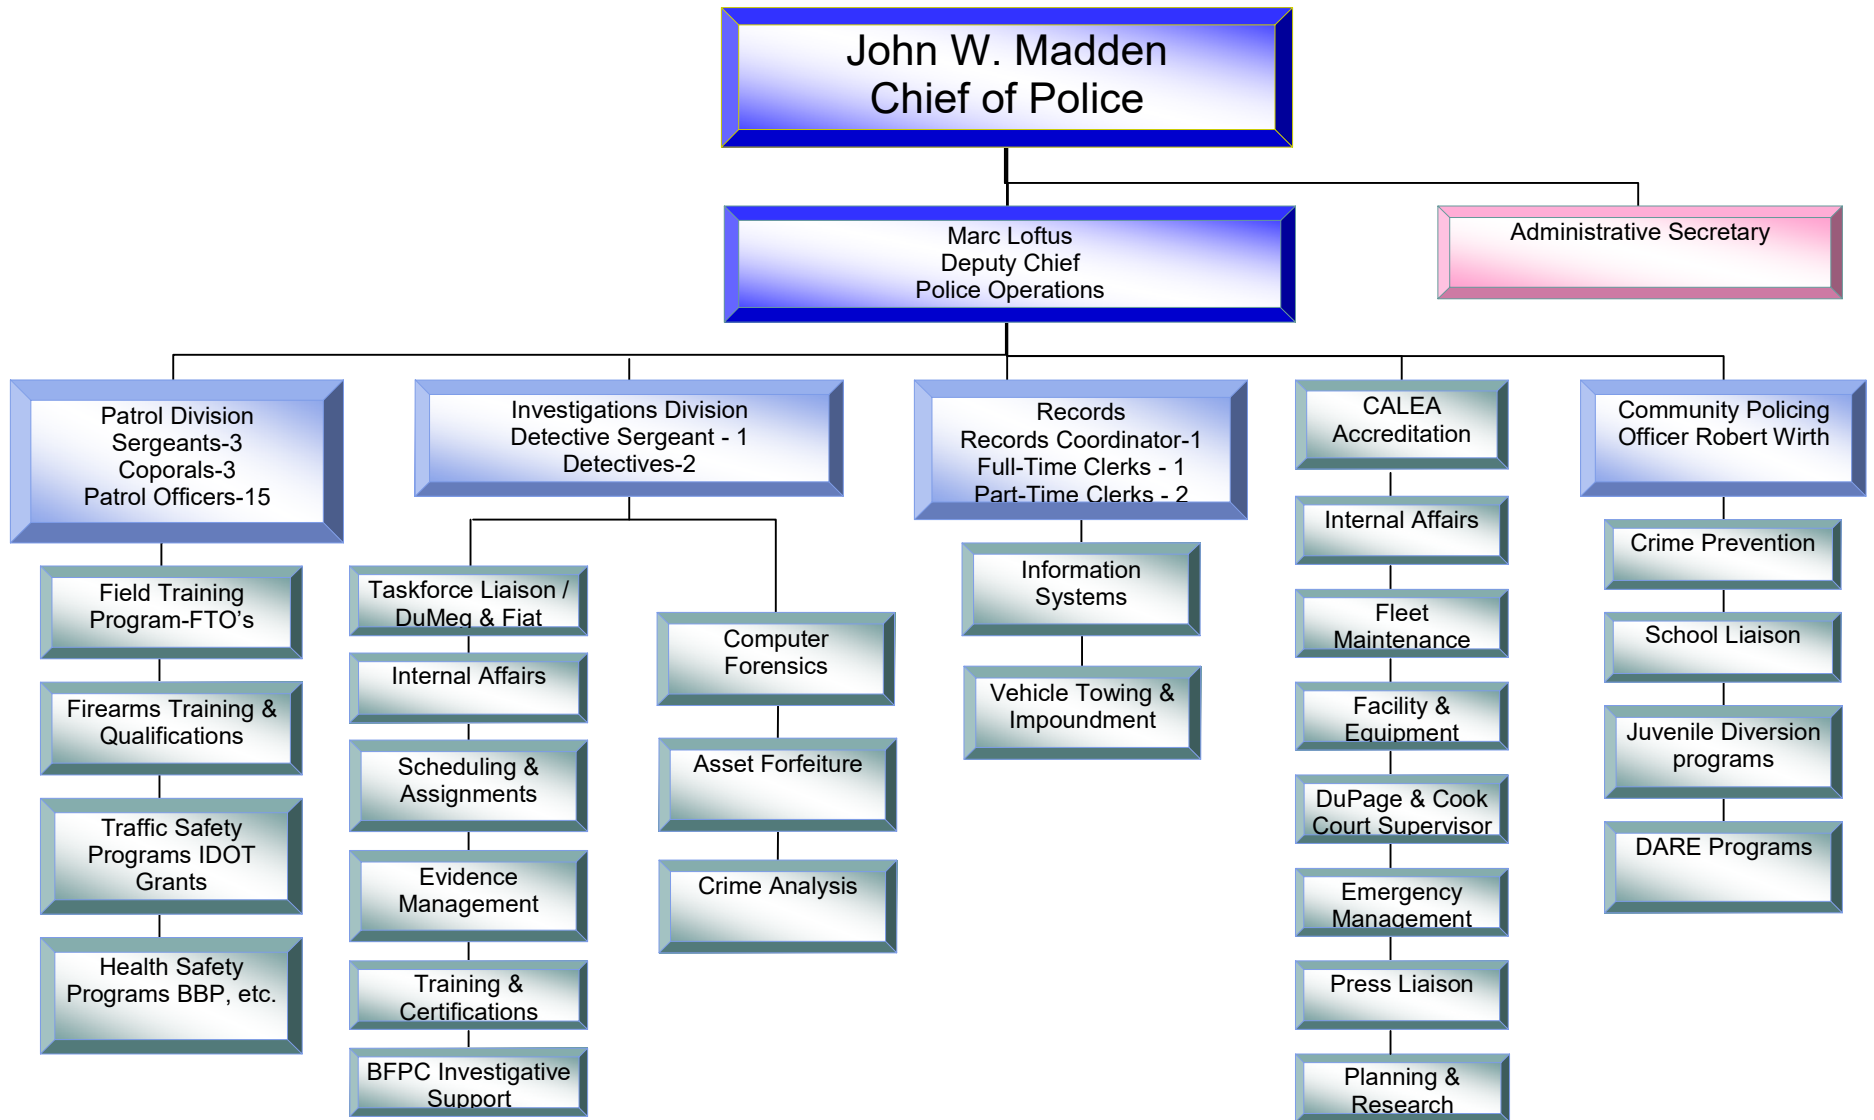 John W. Madden
Chief of Police
Marc Loftus
Deputy Chief
Police Operations
Administrative Secretary
Patrol Division
Sergeants-3
Coporals-3
Patrol Officers-15
Field Training
Program-FTO’s
Firearms Training &
Qualifications
Traffic Safety
Programs IDOT
Grants
Health Safety
Programs BBP, etc.
Investigations Division
Detective Sergeant - 1
Detectives-2
Taskforce Liaison /
DuMeg & Fiat
Internal Affairs
Scheduling &
Assignments
Evidence
Management
Training &
Certifications
BFPC Investigative
Support
Computer
Forensics
Asset Forfeiture
Crime Analysis
Records
Records Coordinator-1
Full-Time Clerks - 1
Part-Time Clerks - 2
Information
Systems
Vehicle Towing &
Impoundment
CALEA
Accreditation
Internal Affairs
Fleet
Maintenance
Facility &
Equipment
DuPage & Cook
Court Supervisor
Emergency
Management
Press Liaison
Planning &
Research
Community Policing
Officer Robert Wirth
Crime Prevention
School Liaison
Juvenile Diversion
programs
DARE Programs